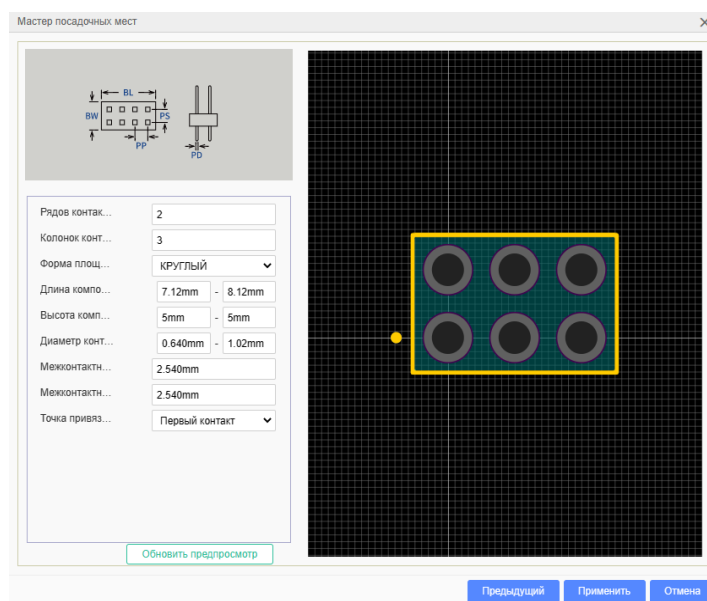 Мастер посадочных мест
BL
BW
PS
PP
PD
Рядов контак... 2
Колонок конт... 3
Форма площ... КРУГЛЫЙ
Длина компо... 7.12mm - 8.12mm
Высота комп... 5mm - 5mm
Диаметр конт... 0.640mm - 1.02mm
Межконтактн... 2.540mm
Межконтактн... 2.540mm
Точка привяз... Первый контакт
Обновить предпросмотр
Предыдущий Применить Отмена